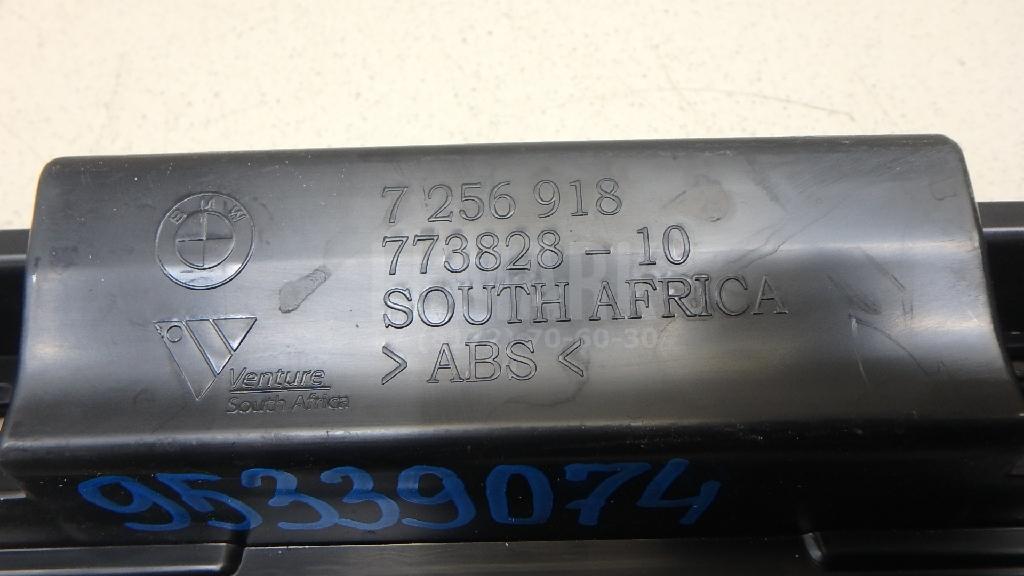 BMW
7 256 918
773828 - 10
SOUTH AFRICA
> ABS <
Venture
South Africa
95339074